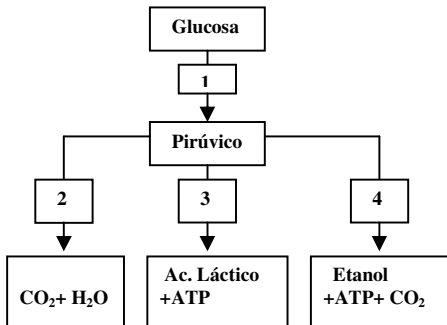 Glucosa
1
Pirúvico
2
3
4
CO₂+ H₂O
Ac. Láctico
+ATP
Etanol
+ATP+ CO₂